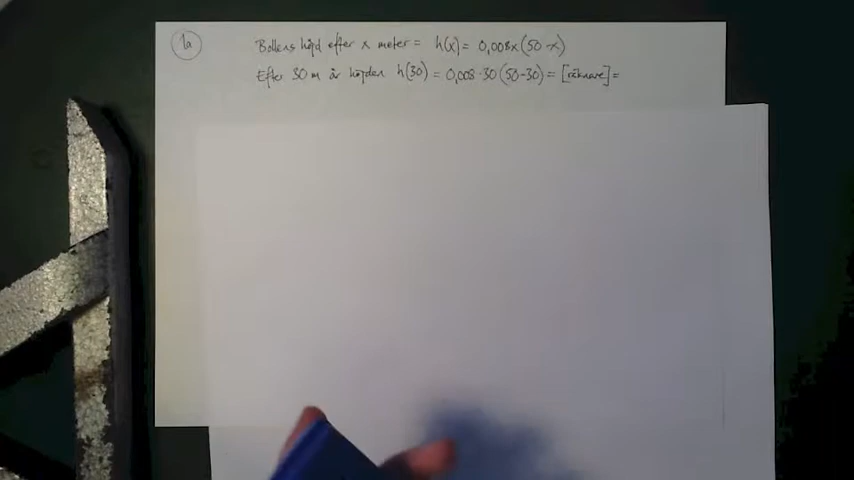 1a
Bollens höjd efter x meter = h(x) = 0,008x(50-x)
Efter 30 m är höjden h(30) = 0,008·30(50-30) = [räknare] =